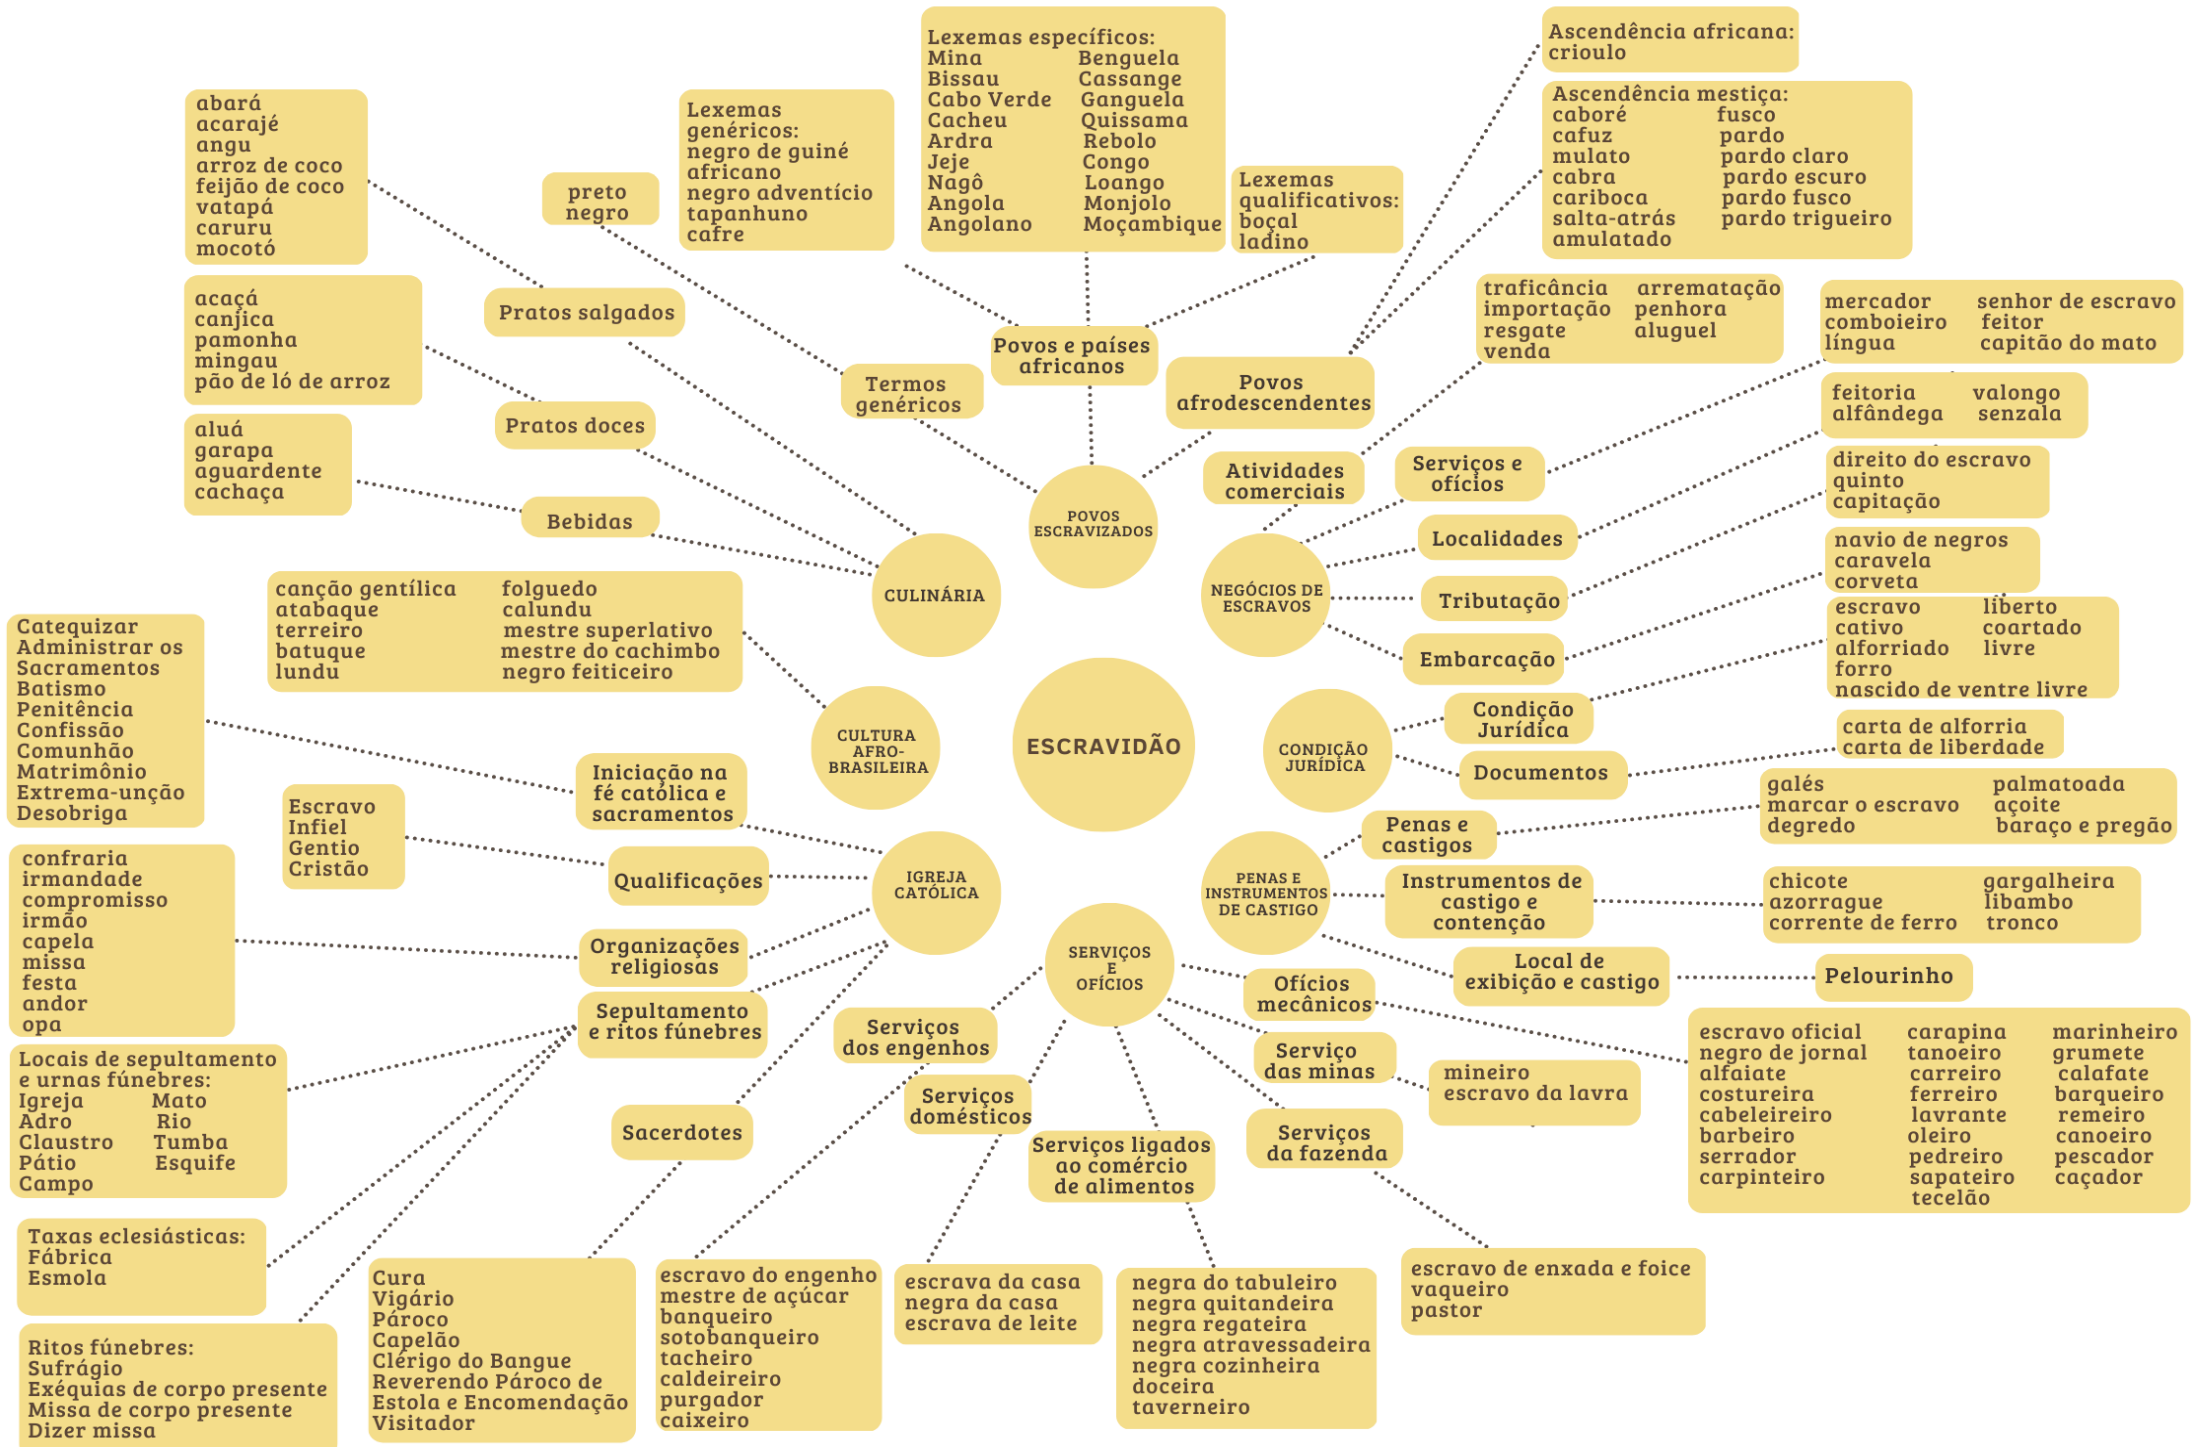 abará
acarajé
angu
arroz de coco
feijão de coco
vatapá
caruru
mocotó
Pratos salgados
acaçá
canjica
pamonha
mingau
pão de ló de arroz
Pratos doces
aluá
garapa
aguardente
cachaça
Bebidas
CULINÁRIA
preto
negro
Termos
genéricos
Lexemas
genéricos:
negro de guiné
africano
negro adventício
tapanhuno
cafre
Lexemas específicos:
Mina Benguela
Bissau Cassange
Cabo Verde Ganguela
Cacheu Quissama
Ardra Rebolo
Jeje Congo
Nagô Loango
Angola Monjolo
Angolano Moçambique
Lexemas
qualificativos:
boçal
ladino
Povos e países
africanos
Ascendência africana:
crioulo
Ascendência mestiça:
caboré fusco
cafuz pardo
mulato pardo claro
cabra pardo escuro
cariboca pardo fusco
salta-atrás pardo trigueiro
amulatado
Povos
afrodescendentes
POVOS
ESCRAVIZADOS
traficância arrematação
importação penhora
resgate aluguel
venda
Atividades
comerciais
mercador senhor de escravo
comboieiro feitor
língua capitão do mato
Serviços e
ofícios
feitoria valongo
alfândega senzala
Localidades
direito do escravo
quinto
capitação
Tributação
navio de negros
caravela
corveta
Embarcação
NEGÓCIOS DE
ESCRAVOS
canção gentílica folguedo
atabaque calundu
terreiro mestre superlativo
batuque mestre do cachimbo
lundu negro feiticeiro
CULTURA
AFRO-
BRASILEIRA
ESCRAVIDÃO
escravo liberto
cativo coartado
alforriado livre
forro
nascido de ventre livre
Condição
Jurídica
carta de alforria
carta de liberdade
Documentos
CONDIÇÃO
JURÍDICA
Catequizar
Administrar os
Sacramentos
Batismo
Penitência
Confissão
Comunhão
Matrimônio
Extrema-unção
Desobriga
Iniciação na
fé católica e
sacramentos
Escravo
Infiel
Gentio
Cristão
Qualificações
confraria
irmandade
compromisso
irmão
capela
missa
festa
andor
opa
Organizações
religiosas
IGREJA
CATÓLICA
Sepultamento
e ritos fúnebres
Locais de sepultamento
e urnas fúnebres:
Igreja Mato
Adro Rio
Claustro Tumba
Pátio Esquife
Campo
Taxas eclesiásticas:
Fábrica
Esmola
Ritos fúnebres:
Sufrágio
Exéquias de corpo presente
Missa de corpo presente
Dizer missa
Sacerdotes
Cura
Vigário
Pároco
Capelão
Clérigo do Bangue
Reverendo Pároco de
Estola e Encomendação
Visitador
galés palmatoada
marcar o escravo açoite
degredo baraço e pregão
Penas e
castigos
PENAS E
INSTRUMENTOS
DE CASTIGO
Instrumentos de
castigo e
contenção
chicote gargalheira
azorrague libambo
corrente de ferro tronco
Local de
exibição e castigo
Pelourinho
SERVIÇOS
E
OFÍCIOS
Ofícios
mecânicos
escravo oficial carapina marinheiro
negro de jornal tanoeiro grumete
alfaiate carreiro calafate
costureira ferreiro barqueiro
cabeleireiro lavrante remeiro
barbeiro oleiro canoeiro
serrador pedreiro pescador
carpinteiro sapateiro caçador
tecelão
Serviço
das minas
mineiro
escravo da lavra
Serviços
da fazenda
escravo de enxada e foice
vaqueiro
pastor
Serviços ligados
ao comércio
de alimentos
negra do tabuleiro
negra quitandeira
negra regateira
negra atravessadeira
negra cozinheira
doceira
taverneiro
Serviços
domésticos
escrava da casa
negra da casa
escrava de leite
Serviços
dos engenhos
escravo do engenho
mestre de açúcar
banqueiro
sotobanqueiro
tacheiro
caldeireiro
purgador
caixeiro